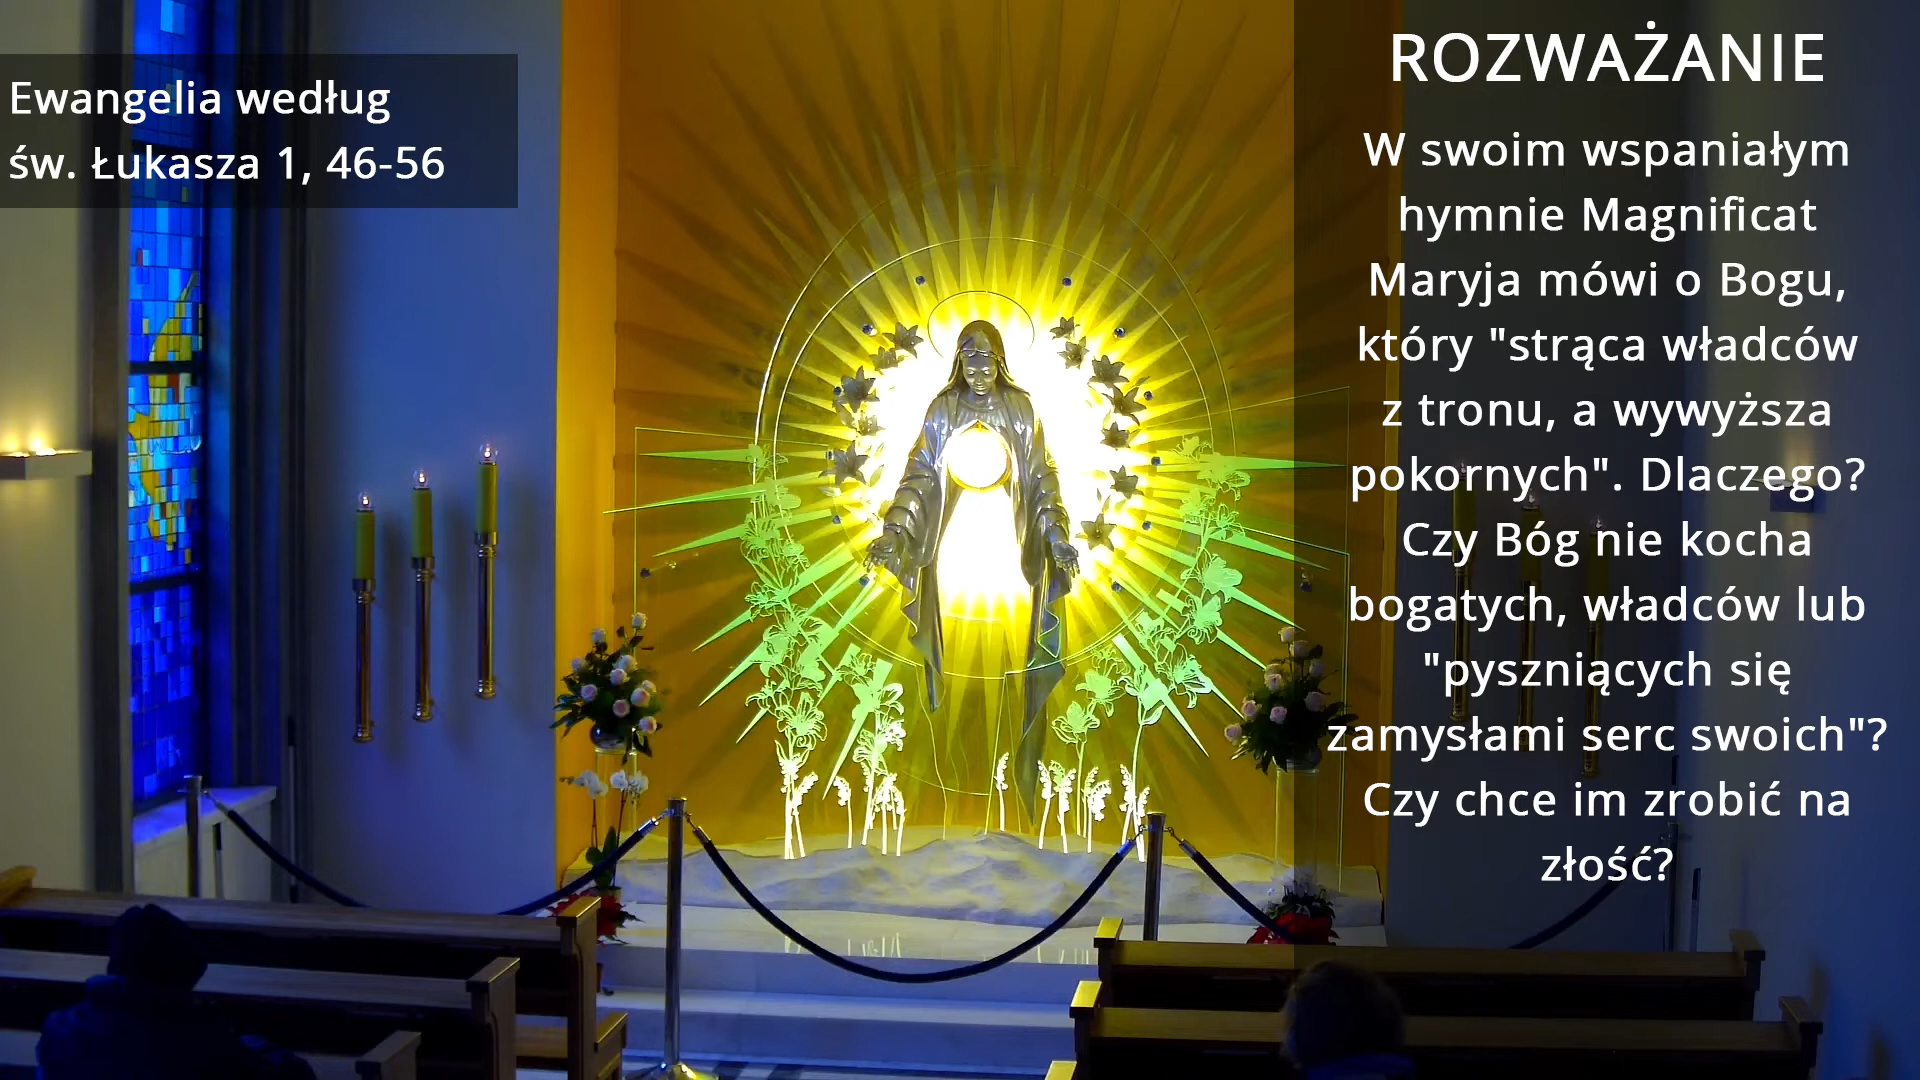 Ewangelia według
św. Łukasza 1, 46-56
ROZWAŻANIE
W swoim wspaniałym
hymnie Magnificat
Maryja mówi o Bogu,
który "strąca władców
z tronu, a wywyższa
pokornych". Dlaczego?
Czy Bóg nie kocha
bogatych, władców lub
"pyszniących się
zamysłami serc swoich"?
Czy chce im zrobić na
złość?